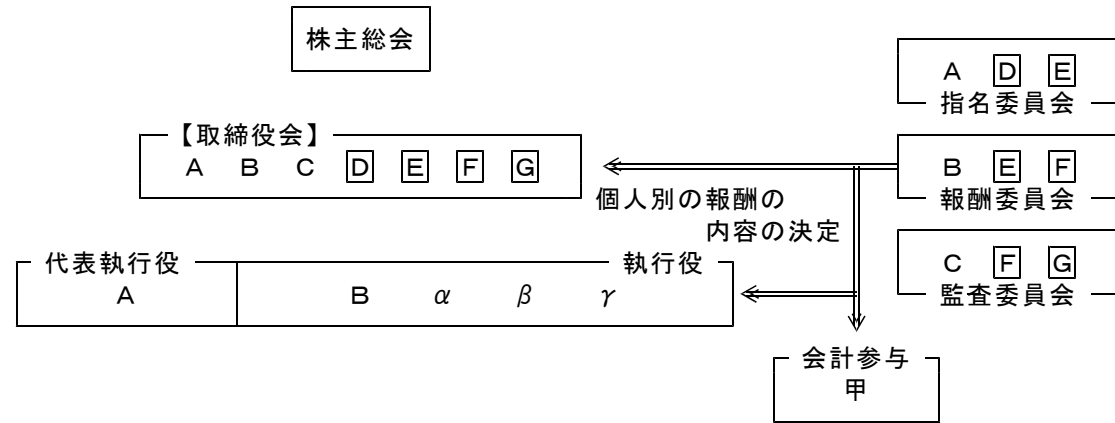 株主総会
A D E
指名委員会
【取締役会】
A B C D E F G
B E F
報酬委員会
個人別の報酬の
内容の決定
C F G
監査委員会
代表執行役
執行役
A
B α β γ
会計参与
甲